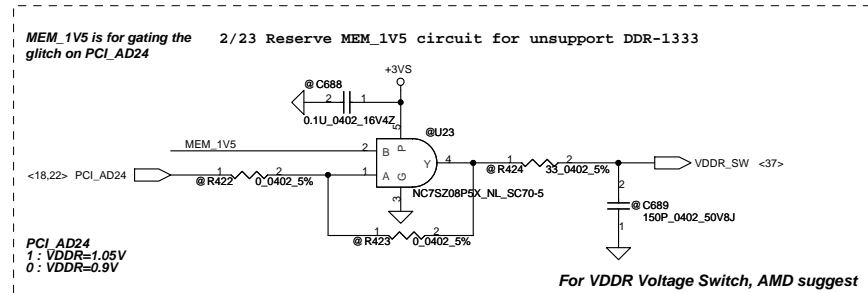 MEM_1V5 is for gating the
glitch on PCI_AD24
2/23 Reserve MEM_1V5 circuit for unsupport DDR-1333
+3VS
@ C688
2 1
0.1U_0402_16V4Z
5
@U23
MEM_1V5
2 B P
Y 4
<18,22> PCI_AD24
1 2
@ R422 0_0402_5%
1 A G
3
NC7SZ08P5X_NL_SC70-5
1 2
@ R424 33_0402_5%
VDDR_SW <37>
2
@ C689
150P_0402_50V8J
1
1 2
@ R423 0_0402_5%
PCI_AD24
1 : VDDR=1.05V
0 : VDDR=0.9V
For VDDR Voltage Switch, AMD suggest